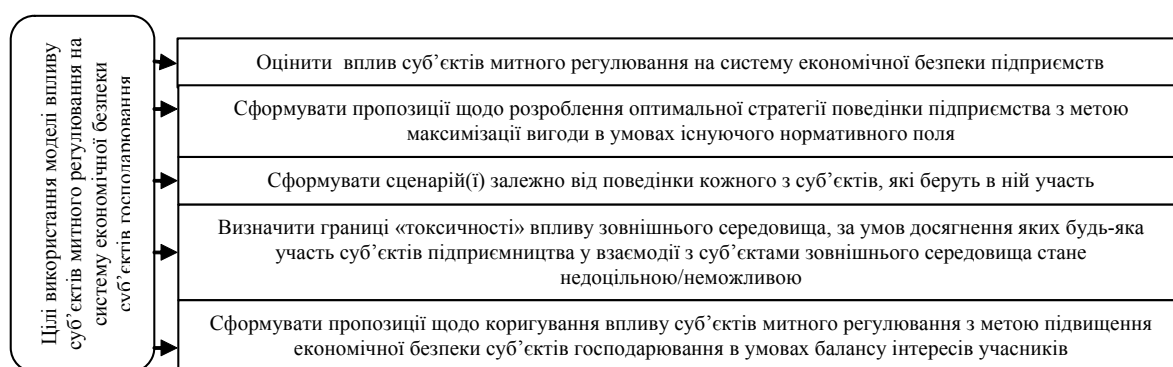 Цілі використання моделі впливу
суб’єктів митного регулювання на
систему економічної безпеки
суб’єктів господарювання
Оцінити вплив суб’єктів митного регулювання на систему економічної безпеки підприємств
Сформувати пропозиції щодо розроблення оптимальної стратегії поведінки підприємства з метою
максимізації вигоди в умовах існуючого нормативного поля
Сформувати сценарій(ї) залежно від поведінки кожного з суб’єктів, які беруть в ній участь
Визначити границі «токсичності» впливу зовнішнього середовища, за умов досягнення яких будь-яка
участь суб’єктів підприємництва у взаємодії з суб’єктами зовнішнього середовища стане
недоцільною/неможливою
Сформувати пропозиції щодо коригування впливу суб’єктів митного регулювання з метою підвищення
економічної безпеки суб’єктів господарювання в умовах балансу інтересів учасників